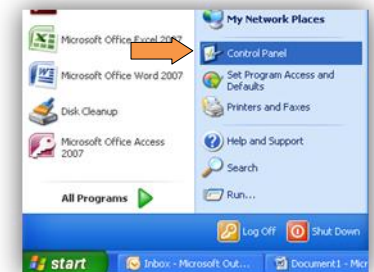 Microsoft Office Excel 2007
Microsoft Office Word 2007
Disk Cleanup
Microsoft Office Access
2007
All Programs
My Network Places
Control Panel
Set Program Access and
Defaults
Printers and Faxes
Help and Support
Search
Run...
Log Off
Shut Down
start
Inbox - Microsoft Out...
Document1 - Micr